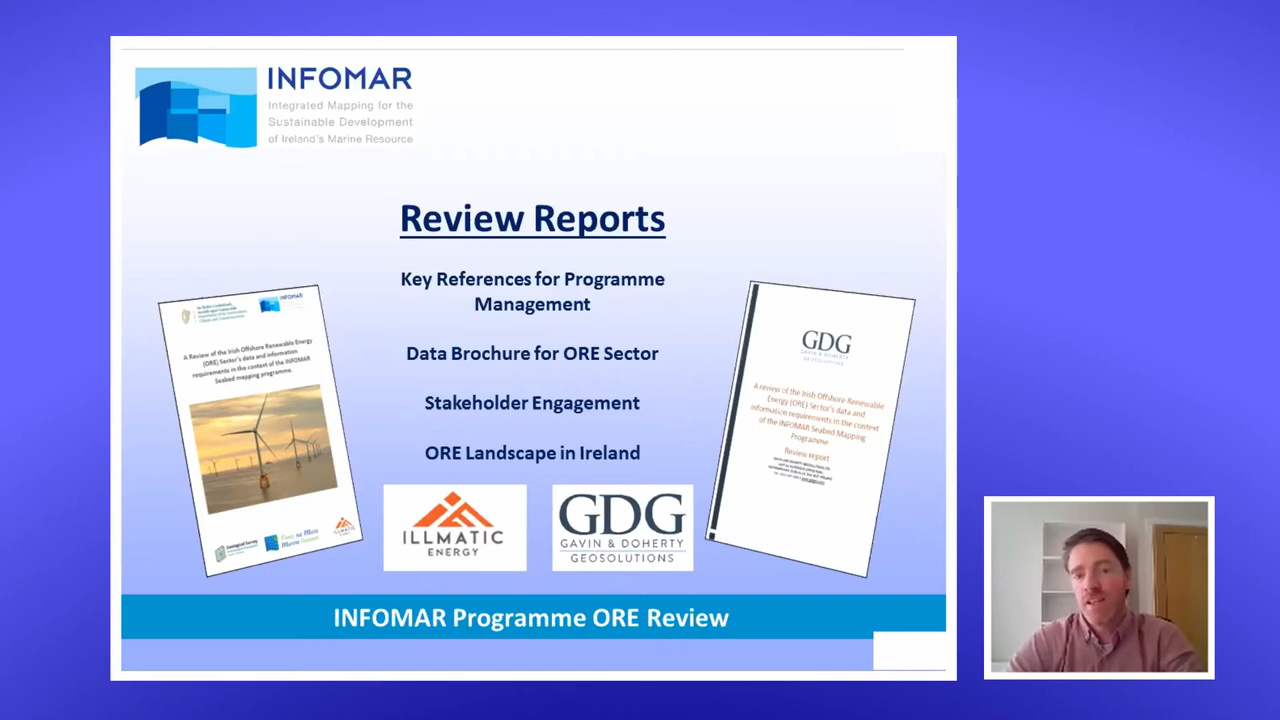 INFOMAR
Integrated Mapping for the
Sustainable Development
of Ireland's Marine Resource
Review Reports
Key References for Programme
Management
Data Brochure for ORE Sector
Stakeholder Engagement
ORE Landscape in Ireland
INFOMAR
A Review of the Irish Offshore Renewable Energy
(ORE) Sector's data and information
requirements in the context of the INFOMAR
Seabed mapping programme.
Geological Survey
ILLMATIC
ENERGY
GDG
GAVIN & DOHERTY
GEOSOLUTIONS
GDG
GAVIN & DOHERTY
GEOSOLUTIONS
A review of the Irish Offshore Renewable
Energy (ORE) Sector's data and
information requirements in the context
of the INFOMAR Seabed Mapping
Programme
Review report
INFOMAR Programme ORE Review